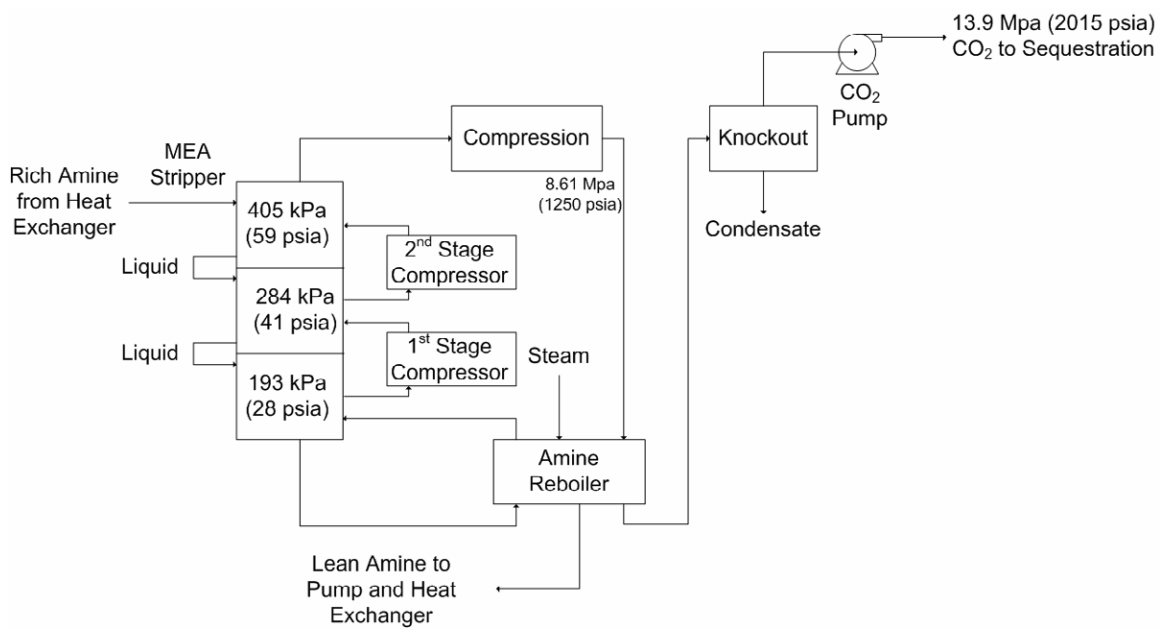 13.9 Mpa (2015 psia)
CO₂ to Sequestration
CO₂
Pump
Compression
Knockout
MEA
Stripper
Rich Amine
from Heat
Exchanger
8.61 Mpa
(1250 psia)
405 kPa
(59 psia)
Condensate
2nd Stage
Compressor
Liquid
284 kPa
(41 psia)
1st Stage
Compressor
Liquid
Steam
193 kPa
(28 psia)
Amine
Reboiler
Lean Amine to
Pump and Heat
Exchanger